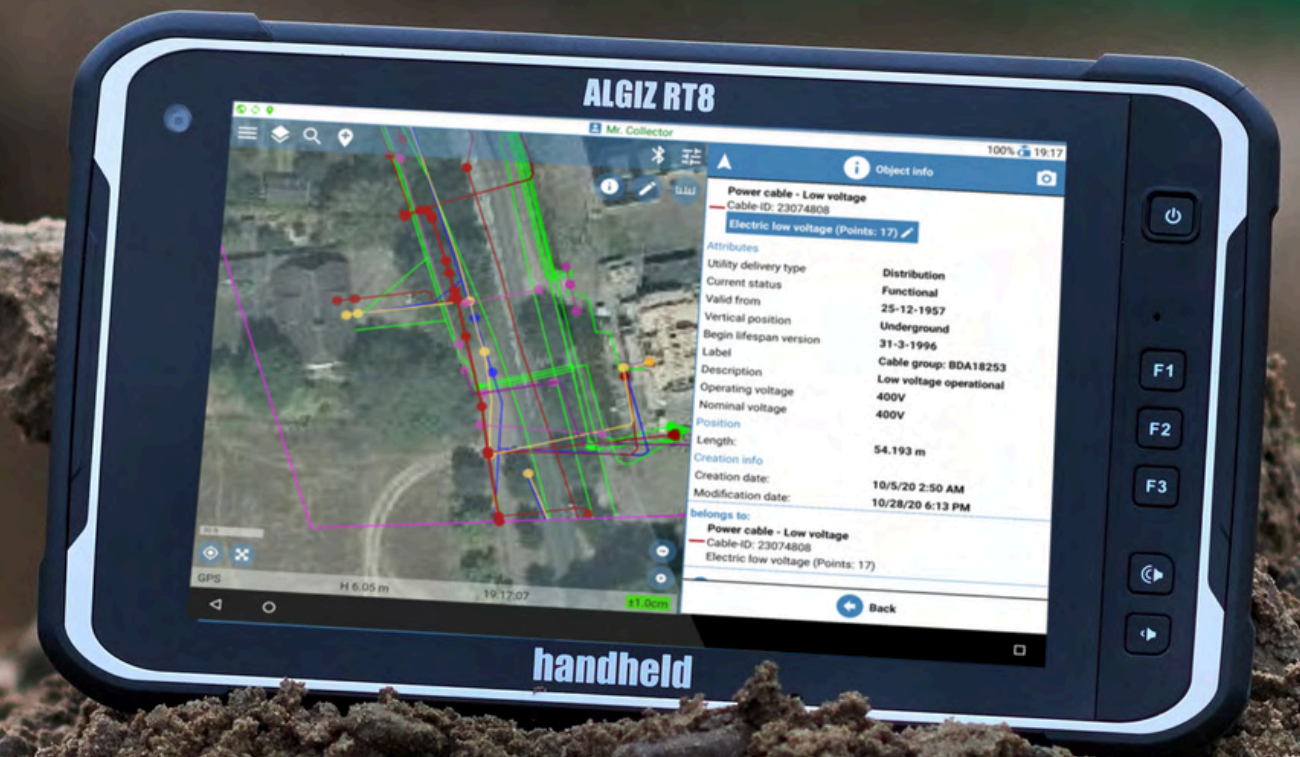 ALGIZ RT8
Mr. Collector
100% 19:17
Object info
Power cable - Low voltage
Cable-ID: 23074808
Electric low voltage (Points: 17)
Attributes
Utility delivery type Distribution
Current status Functional
Valid from 25-12-1957
Vertical position Underground
Begin lifespan version 31-3-1996
Label Cable group: BDA18253
Description Low voltage operational
Operating voltage 400V
Nominal voltage 400V
Position
Length: 54.193 m
Creation info
Creation date: 10/5/20 2:50 AM
Modification date: 10/28/20 6:13 PM
belongs to:
Power cable - Low voltage
Cable-ID: 23074808
Electric low voltage (Points: 17)
Back
GPS H 6.05 m 19:17:07 ±1.0cm
F1
F2
F3
handheld